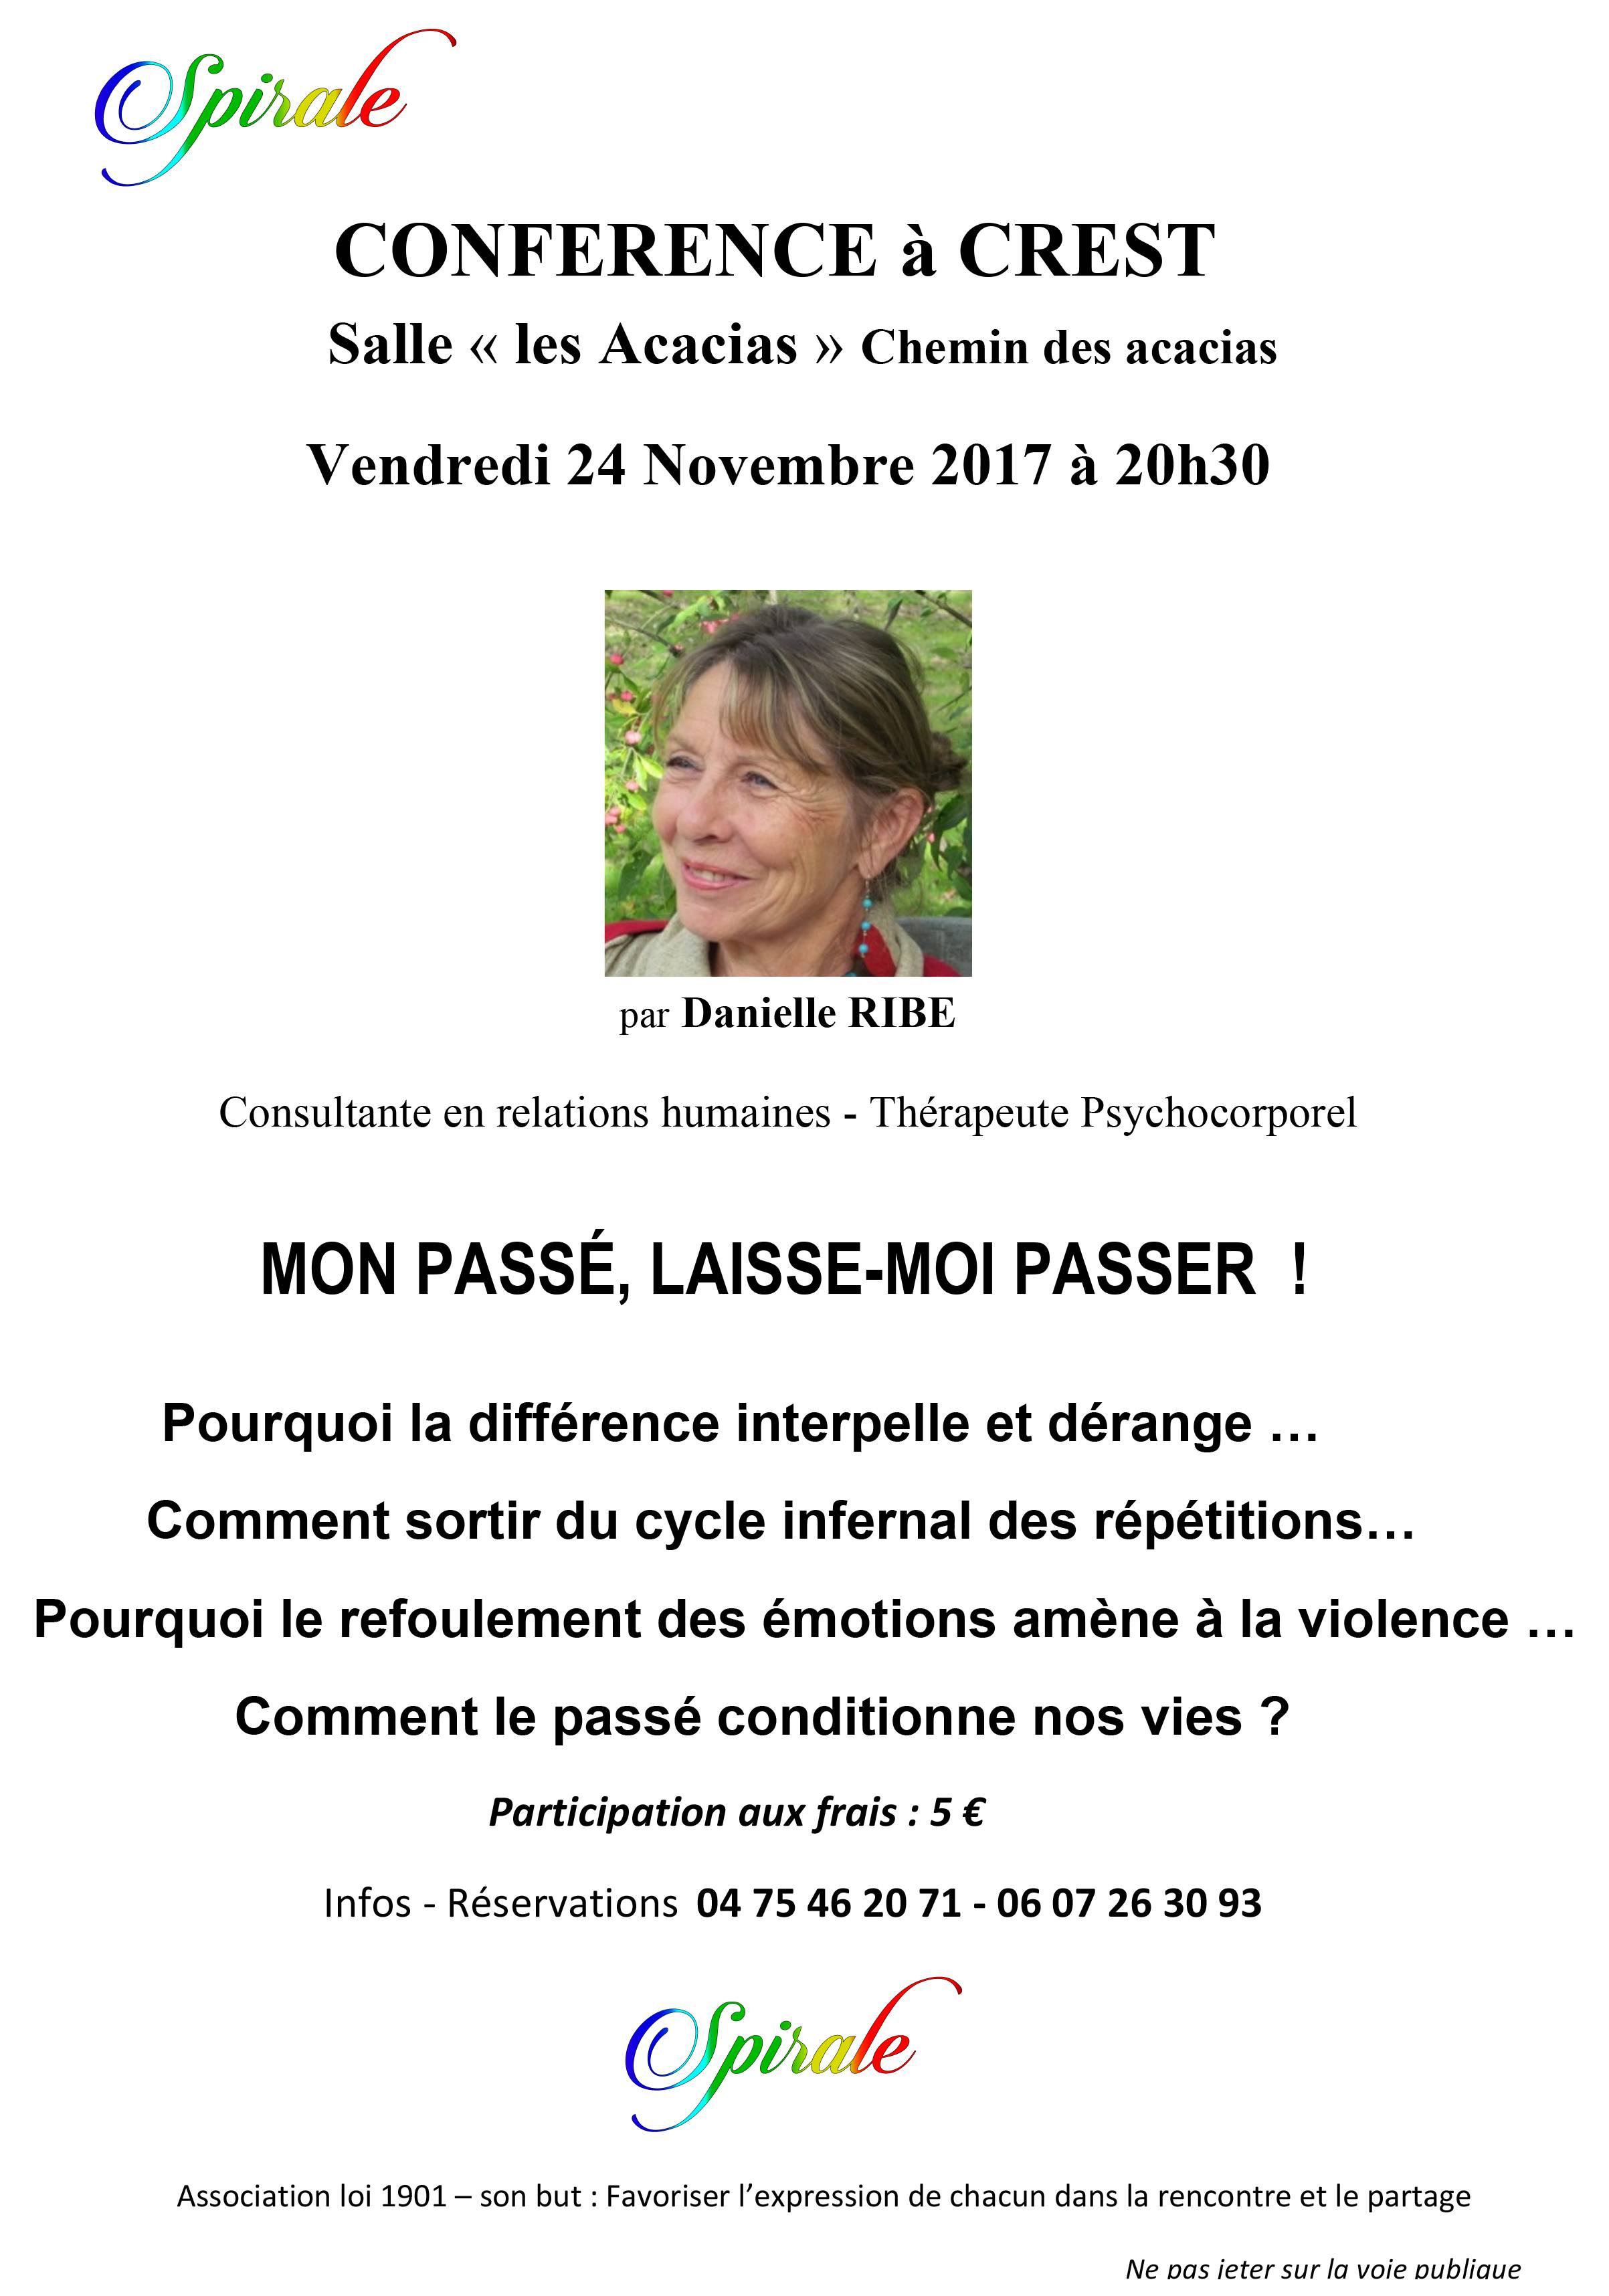 Spirale
CONFERENCE à CREST
Salle « les Acacias » Chemin des acacias
Vendredi 24 Novembre 2017 à 20h30
par Danielle RIBE
Consultante en relations humaines - Thérapeute Psychocorporel
MON PASSÉ, LAISSE-MOI PASSER !
Pourquoi la différence interpelle et dérange …
Comment sortir du cycle infernal des répétitions…
Pourquoi le refoulement des émotions amène à la violence …
Comment le passé conditionne nos vies ?
Participation aux frais : 5 €
Infos - Réservations 04 75 46 20 71 - 06 07 26 30 93
Spirale
Association loi 1901 – son but : Favoriser l’expression de chacun dans la rencontre et le partage
Ne pas jeter sur la voie publique